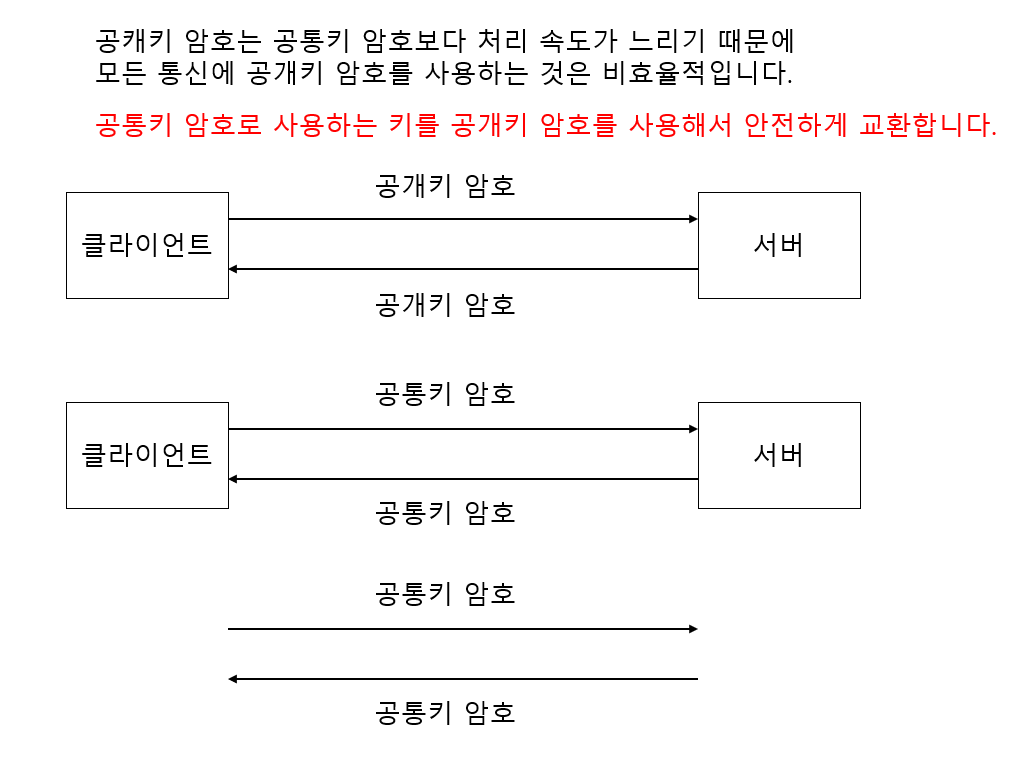 공캐키 암호는 공통키 암호보다 처리 속도가 느리기 때문에
모든 통신에 공개키 암호를 사용하는 것은 비효율적입니다.
공통키 암호로 사용하는 키를 공개키 암호를 사용해서 안전하게 교환합니다.
공개키 암호
클라이언트
서버
공개키 암호
공통키 암호
클라이언트
서버
공통키 암호
공통키 암호
공통키 암호